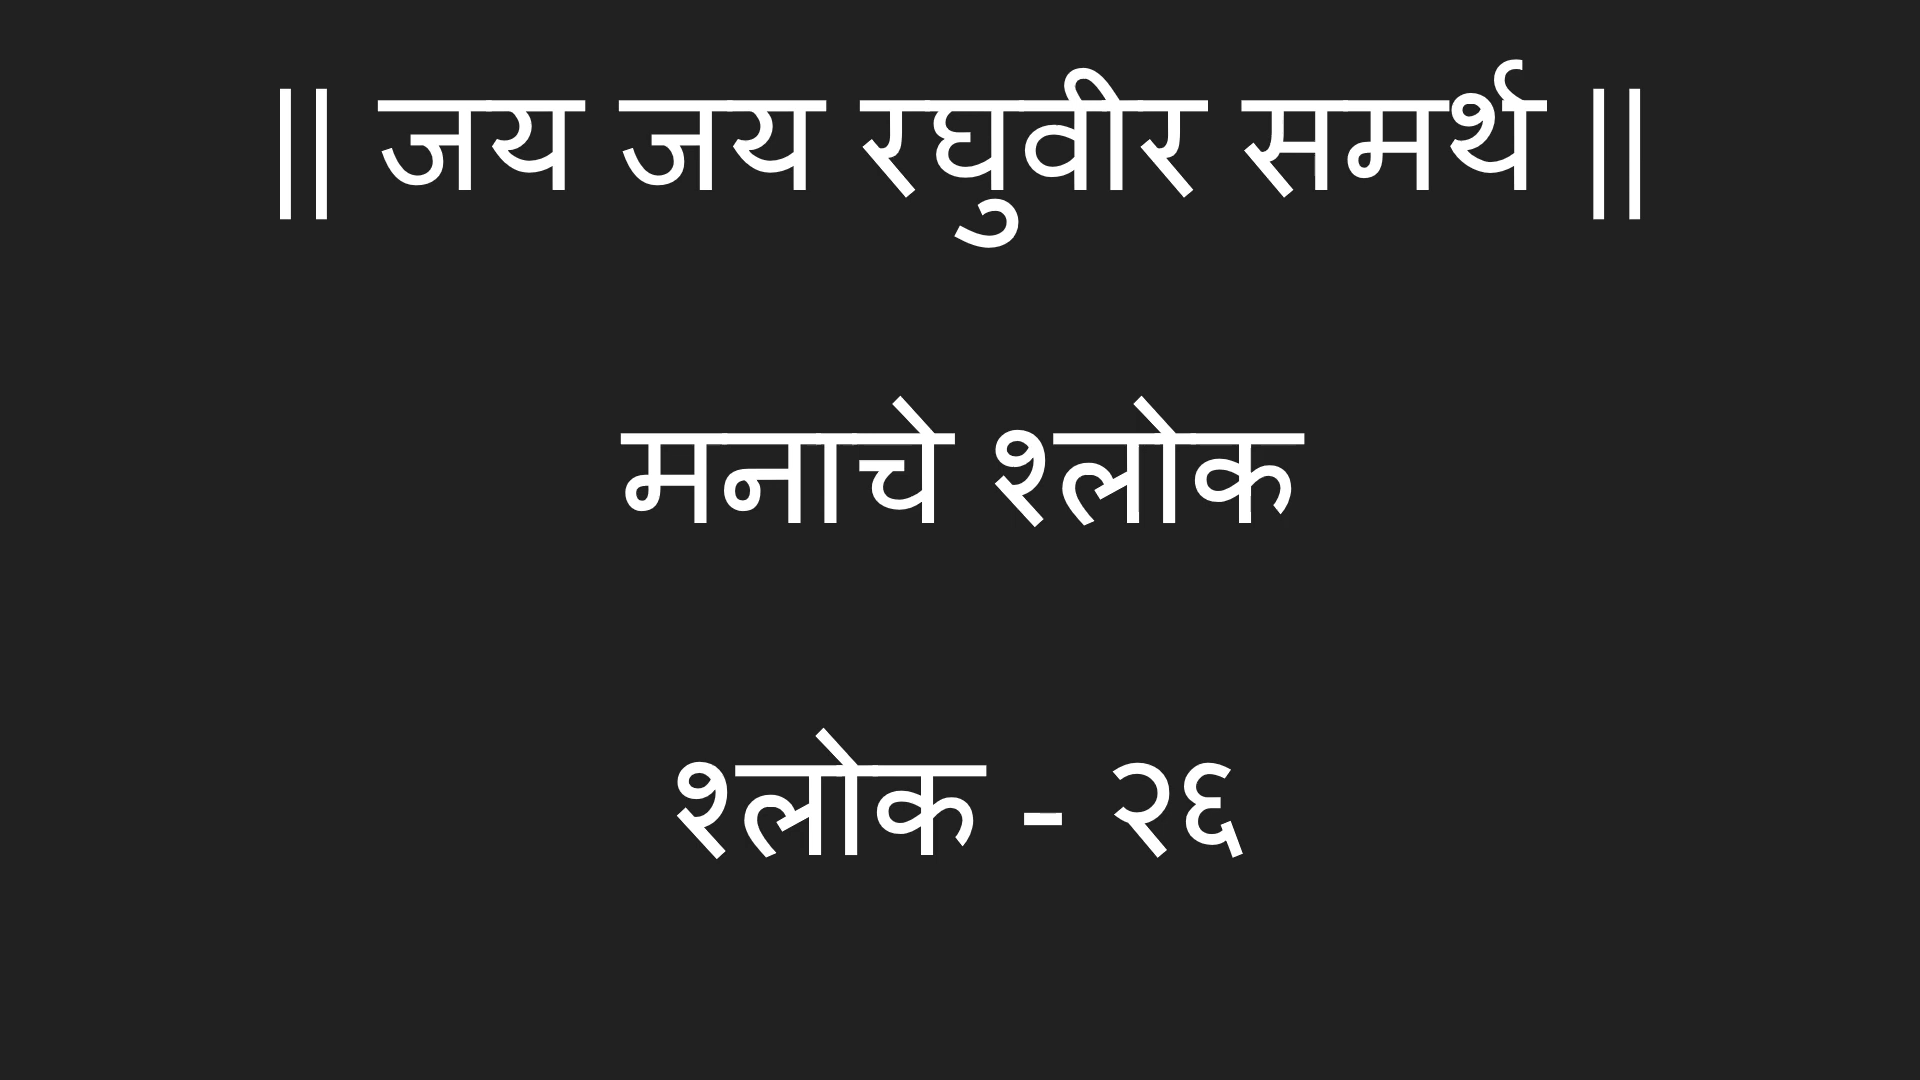 || जय जय रघुवीर समर्थ ||
मनाचे श्लोक
श्लोक - २६